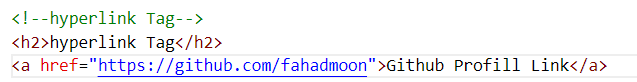 <!--hyperlink Tag-->
<h2>hyperlink Tag</h2>
<a href="https://github.com/fahadmoon">Github Profill Link</a>